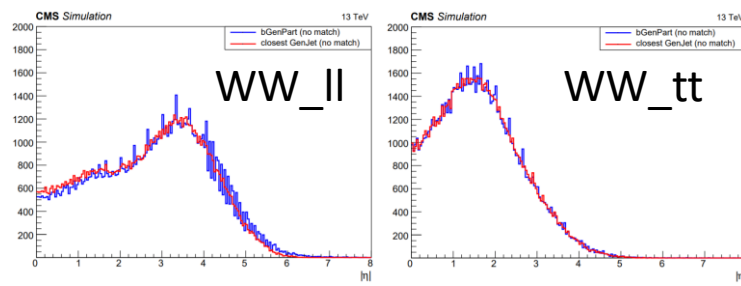 CMS Simulation 13 TeV
bGenPart (no match)
closest GenJet (no match)
WW_ll
2000
1800
1600
1400
1200
1000
800
600
400
200
0 1 2 3 4 5 6 7 8
|η|
CMS Simulation 13 TeV
bGenPart (no match)
closest GenJet (no match)
WW_tt
2000
1800
1600
1400
1200
1000
800
600
400
200
0 1 2 3 4 5 6 7